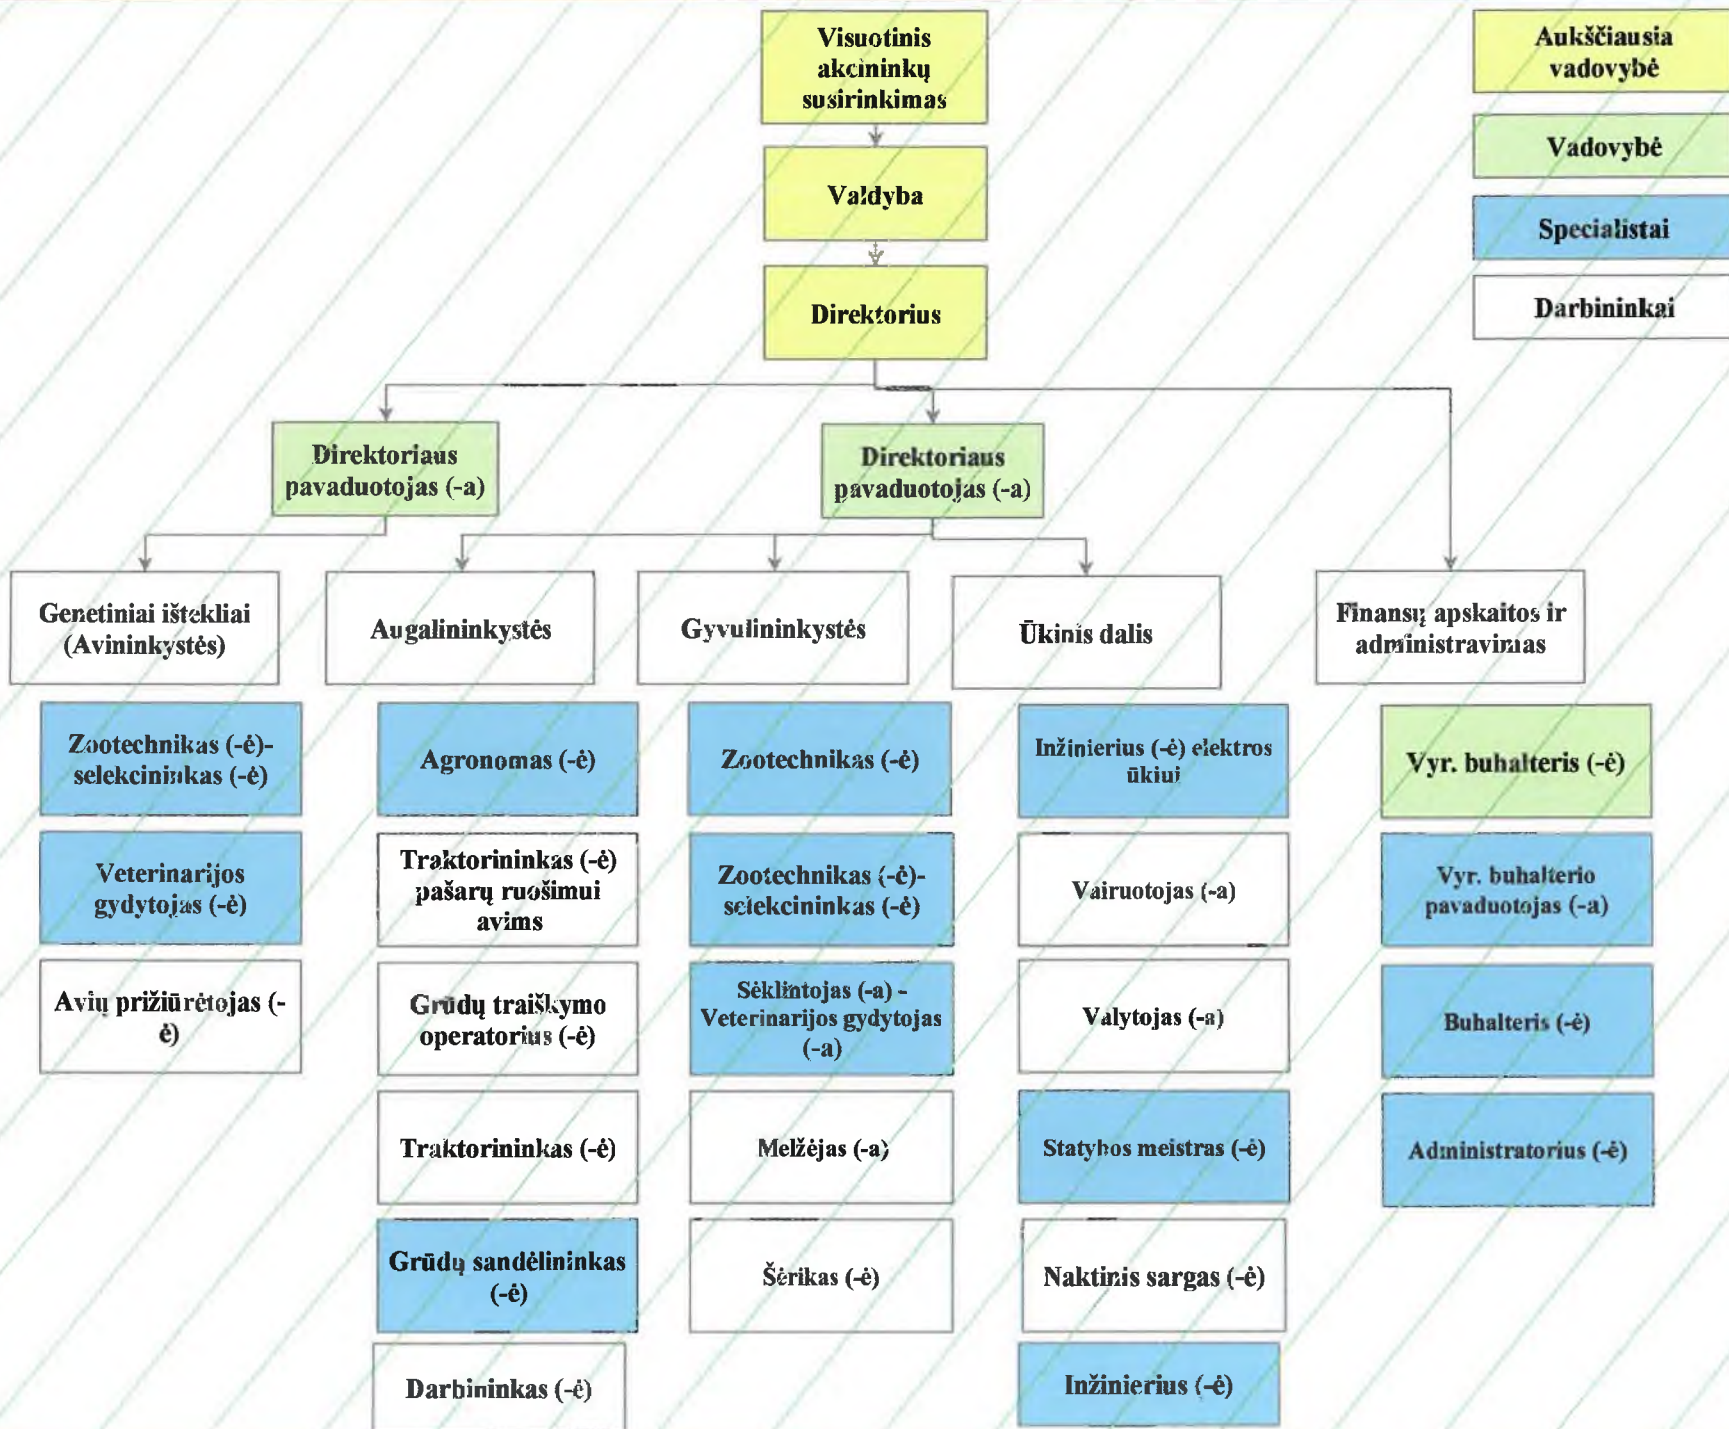 Visuotinis
akcininkų
susirinkimas
Valdyba
Direktorius
Aukščiausia
vadovybė
Vadovybė
Specialistai
Darbininkai
Direktoriaus
pavaduotojas (-a)
Direktoriaus
pavaduotojas (-a)
Genetiniai ištekliai
(Avininkystės)
Augalininkystės
Gyvulininkystės
Ūkinis dalis
Finansų apskaitos ir
administravimas
Zootechnikas (-ė)-
selekcininkas (-ė)
Veterinarijos
gydytojas (-ė)
Avių prižiūrėtojas (-
ė)
Agronomas (-ė)
Traktorininkas (-ė)
pašarų ruošimui
avims
Grūdų traiškymo
operatorius (-ė)
Traktorininkas (-ė)
Grūdų sandėlininkas
(-ė)
Darbininkas (-ė)
Zootechnikas (-ė)
Zootechnikas (-ė)-
selekcininkas (-ė)
Sėklintojas (-a) -
Veterinarijos gydytojas
(-a)
Melžėjas (-a)
Šėrikas (-ė)
Inžinierius (-ė) elektros
ūkiui
Vairuotojas (-a)
Valytojas (-a)
Statybos meistras (-ė)
Naktinis sargas (-ė)
Inžinierius (-ė)
Vyr. buhalteris (-ė)
Vyr. buhalterio
pavaduotojas (-a)
Buhalteris (-ė)
Administratorius (-ė)